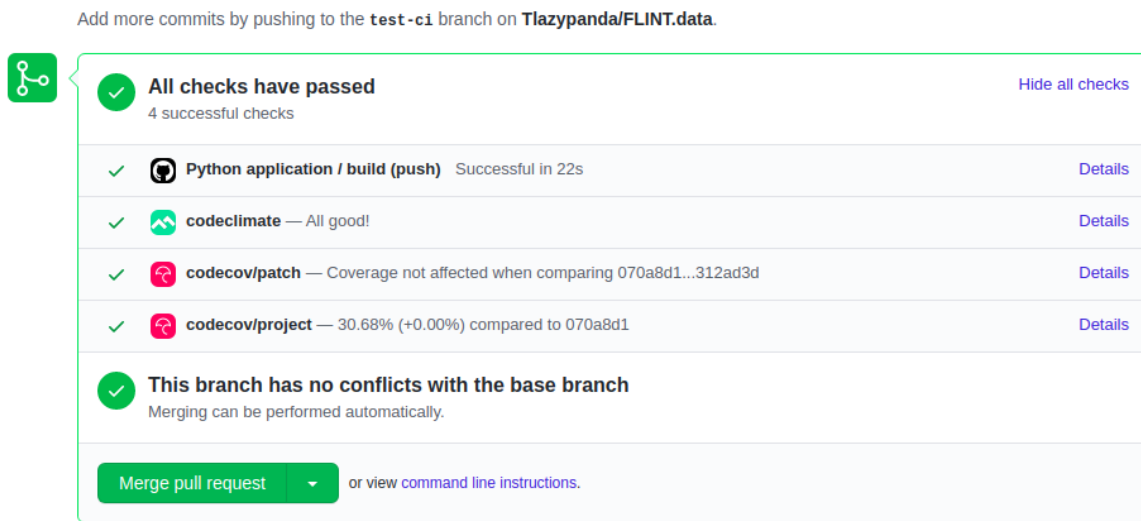 Add more commits by pushing to the test-ci branch on Tlazypanda/FLINT.data.
All checks have passed
Hide all checks
4 successful checks
Python application / build (push) Successful in 22s Details
codeclimate — All good! Details
codecov/patch — Coverage not affected when comparing 070a8d1...312ad3d Details
codecov/project — 30.68% (+0.00%) compared to 070a8d1 Details
This branch has no conflicts with the base branch
Merging can be performed automatically.
Merge pull request or view command line instructions.